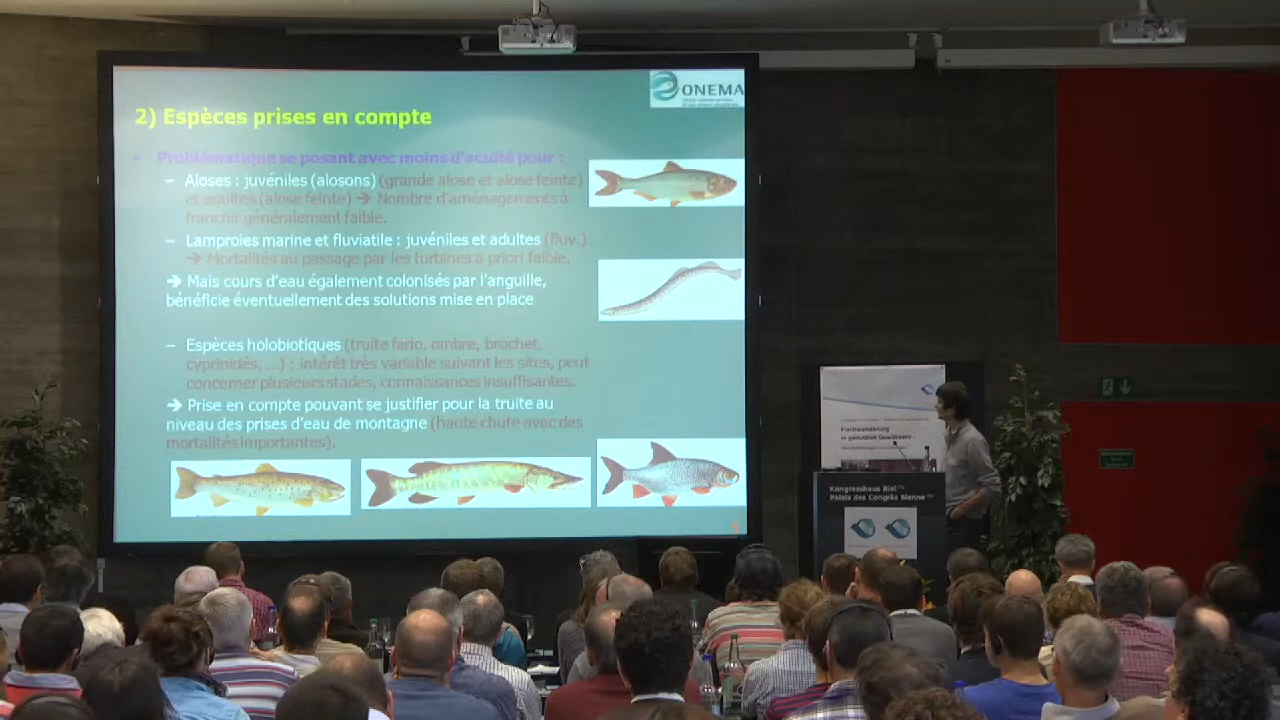 ONEMA
2) Espèces prises en compte
• Problématique se posant avec moins d'acuité pour :
– Aloses : juvéniles (alosons) (grande alose et alose feinte)
et adultes (alose feinte) ➔ Nombre d'aménagements à
franchir généralement faible.
– Lamproies marine et fluviatile : juvéniles et adultes (fluv.)
➔ Mortalités au passage par les turbines à priori faible.
➔ Mais cours d'eau également colonisés par l'anguille,
bénéficie éventuellement des solutions mise en place
– Espèces holobiotiques (truite fario, ombre, brochet,
cyprinidés, ...) : intérêt très variable suivant les sites, peut
concerner plusieurs stades, connaissances insuffisantes.
➔ Prise en compte pouvant se justifier pour la truite au
niveau des prises d'eau de montagne (haute chute avec des
mortalités importantes).
Fischwanderung
in genutzten Gewässern
Kongresshaus Biel
Palais des Congrès Bienne